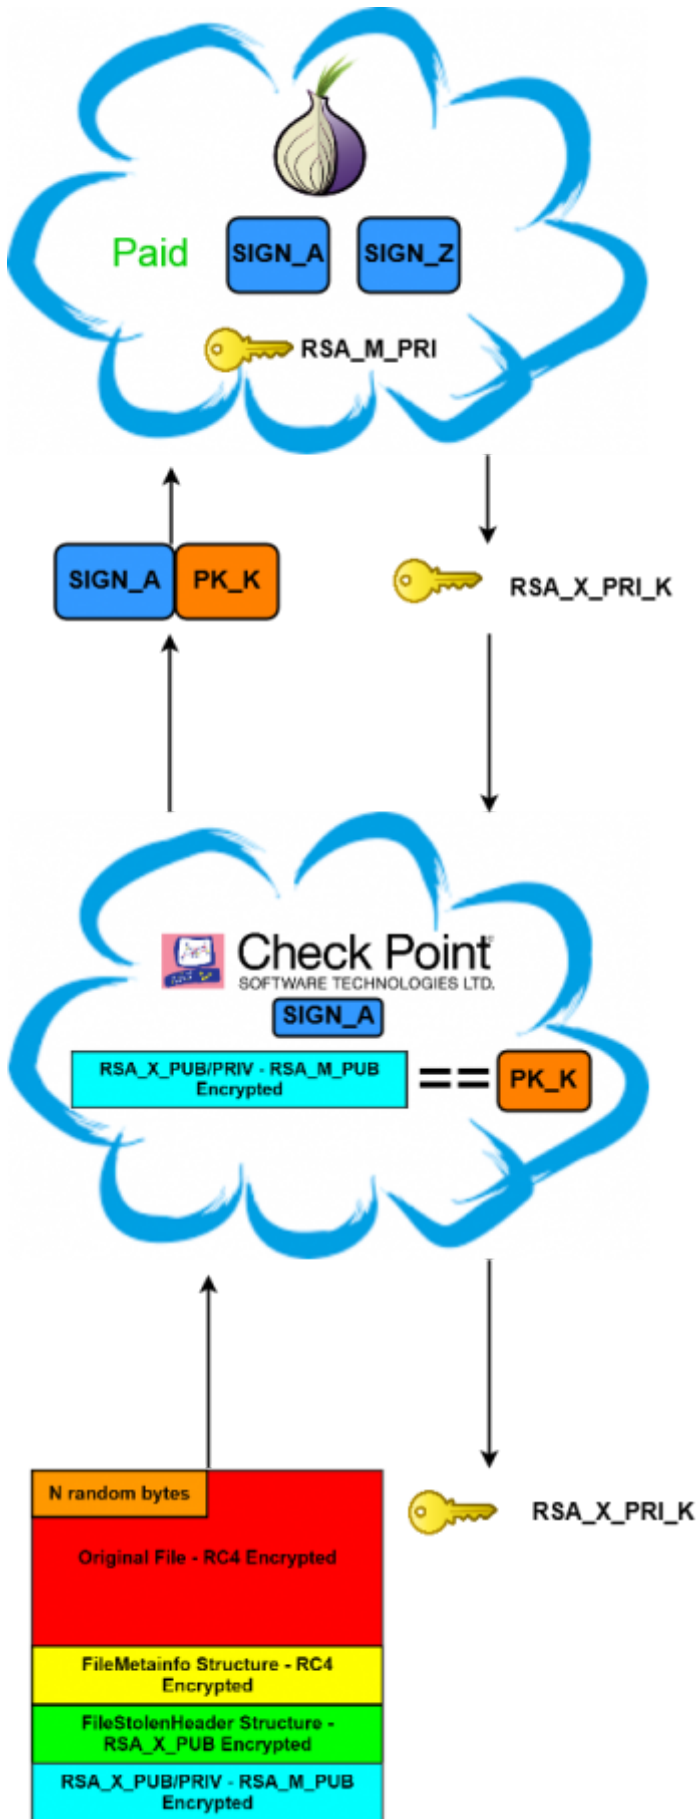 Paid
SIGN_A
SIGN_Z
RSA_M_PRI
SIGN_A
PK_K
RSA_X_PRI_K
Check Point
SOFTWARE TECHNOLOGIES LTD.
SIGN_A
RSA_X_PUB/PRIV - RSA_M_PUB
Encrypted
==
PK_K
N random bytes
RSA_X_PRI_K
Original File - RC4 Encrypted
FileMetainfo Structure - RC4
Encrypted
FileStolenHeader Structure -
RSA_X_PUB Encrypted
RSA_X_PUB/PRIV - RSA_M_PUB
Encrypted